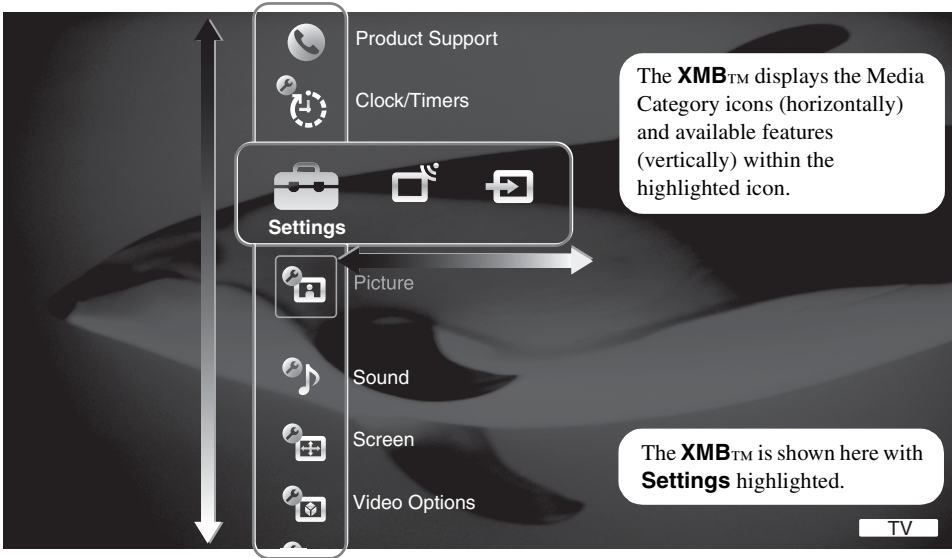 Product Support
Clock/Timers
The XMB™ displays the Media
Category icons (horizontally)
and available features
(vertically) within the
highlighted icon.
Settings
Picture
Sound
Screen
The XMB™ is shown here with
Settings highlighted.
Video Options
TV